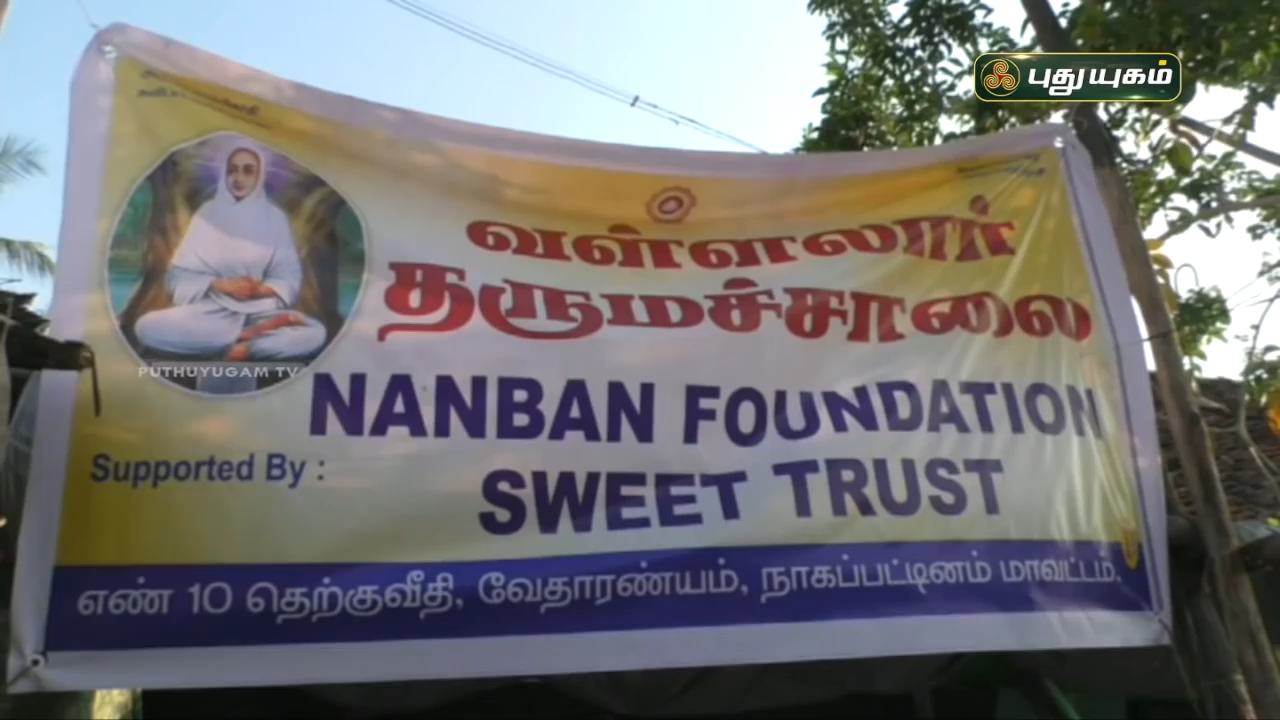 புதுயுகம்
வள்ளலார்
தருமச்சாலை
PUTHUYUGAM TV
NANBAN FOUNDATION
Supported By :
SWEET TRUST
எண் 10 தெற்குவீதி, வேதாரண்யம், நாகப்பட்டினம் மாவட்டம்.